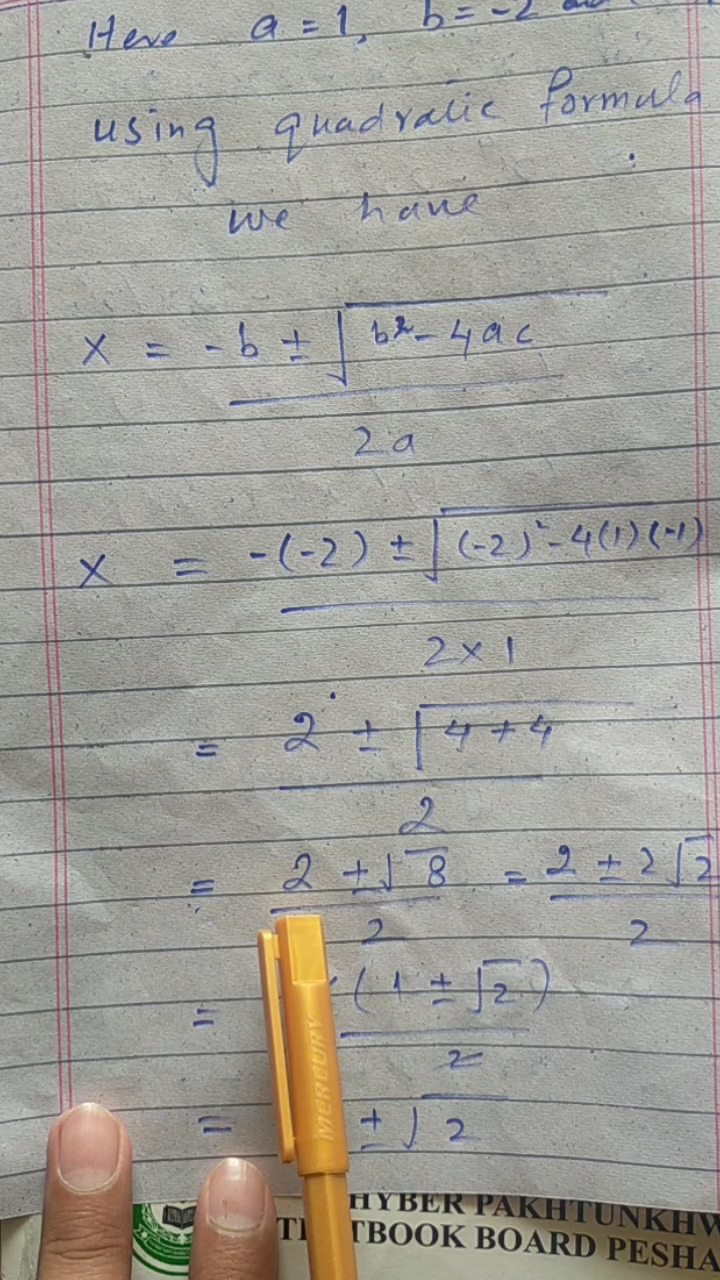 Here a = 1, b = -2
using quadratic formula
we have
x = -b ± √b² - 4ac
2a
x = -(-2) ± √(-2)² - 4(1)(-1)
2 × 1
= 2 ± √4 + 4
2
= 2 ± √8 = 2 ± 2√2
2 2
= (1 ± √2)
2
= ± √2
MERCURY
HYBER PAKHTUNKHW
TBOOK BOARD PESHA